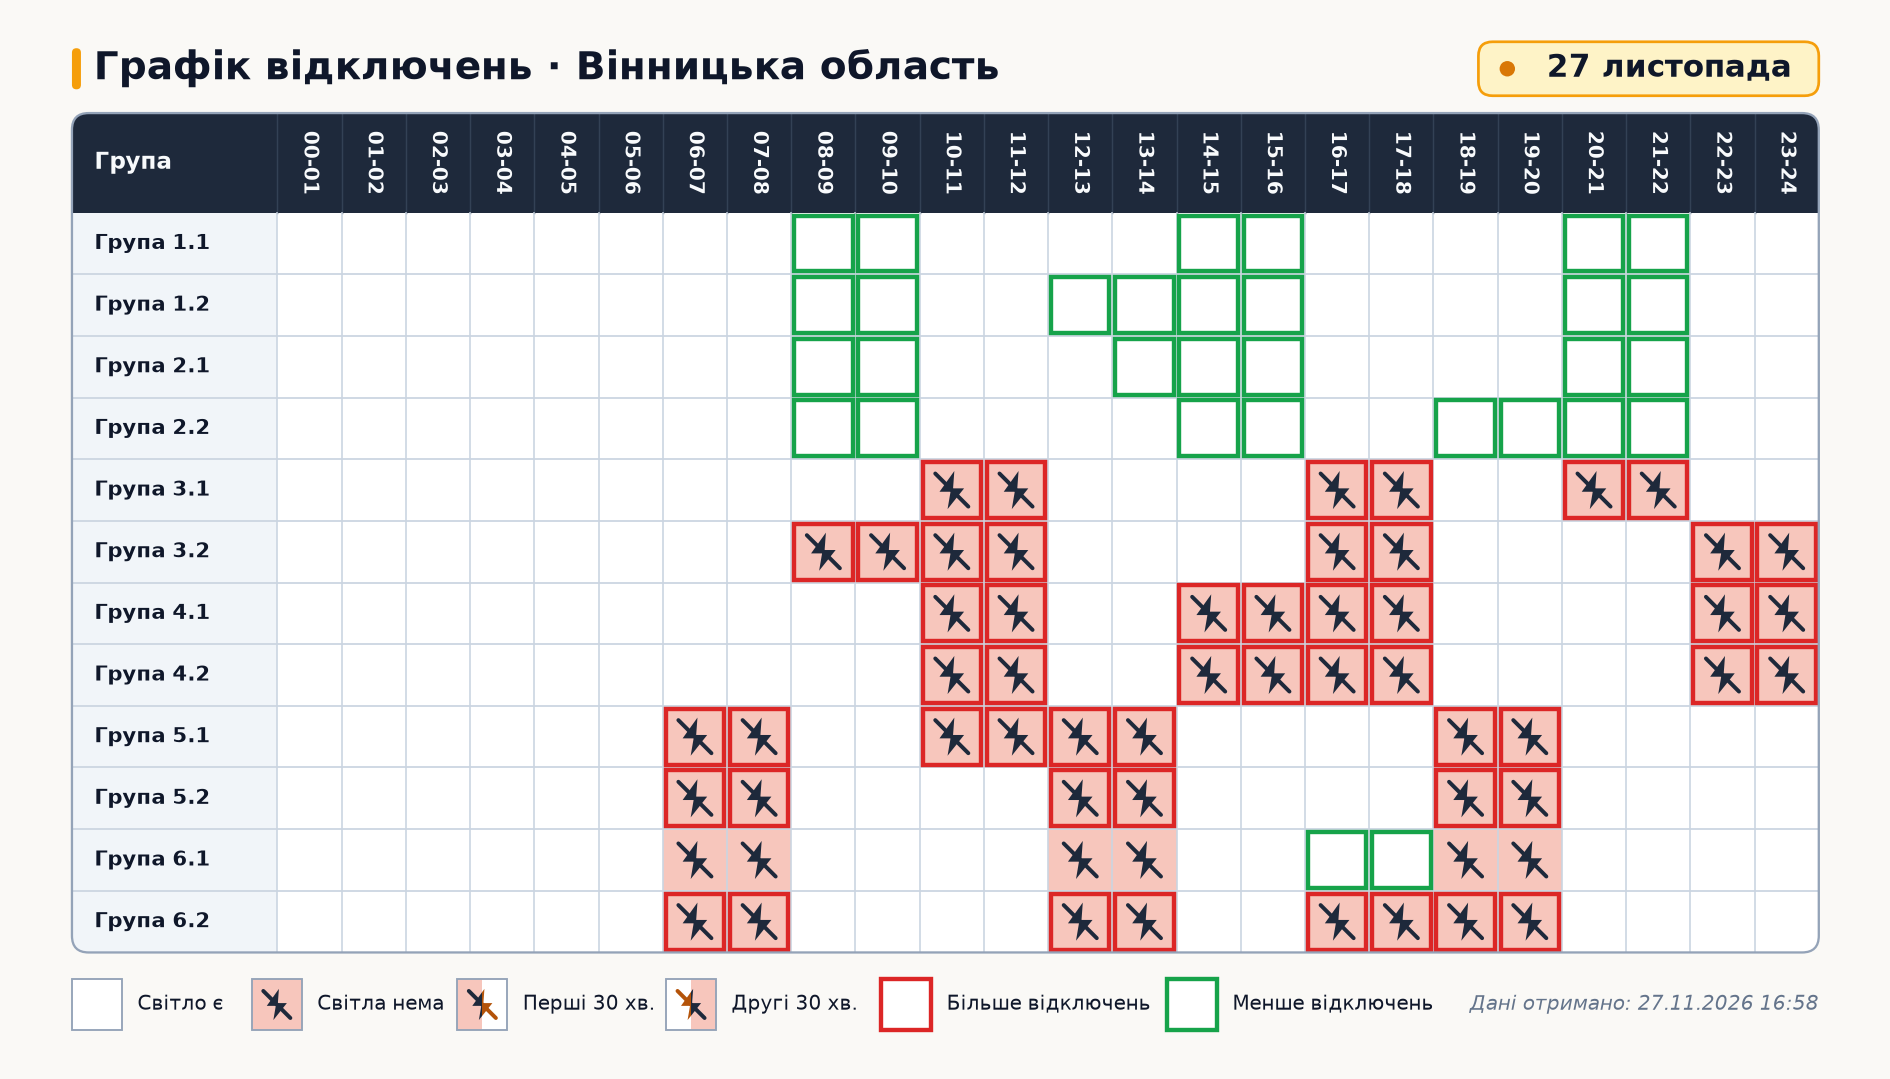 Графік відключень · Вінницька область
27 листопада
Група 00-01 01-02 02-03 03-04 04-05 05-06 06-07 07-08 08-09 09-10 10-11 11-12 12-13 13-14 14-15 15-16 16-17 17-18 18-19 19-20 20-21 21-22 22-23 23-24
Група 1.1
Група 1.2
Група 2.1
Група 2.2
Група 3.1
Група 3.2
Група 4.1
Група 4.2
Група 5.1
Група 5.2
Група 6.1
Група 6.2
Світло є Світла нема Перші 30 хв. Другі 30 хв. Більше відключень Менше відключень Дані отримано: 27.11.2026 16:58